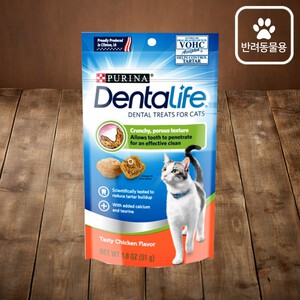 반려동물용
Proudly Produced
in Clinton, IA
VOHC
Accepted
PURINA
DentaLife
DENTAL TREATS FOR CATS
Crunchy, porous texture
Allows tooth to penetrate
for an effective clean
Scientifically tested to
reduce tartar buildup
With added calcium
and taurine
Tasty Chicken Flavor
NET WT 1.8 OZ (51 g)